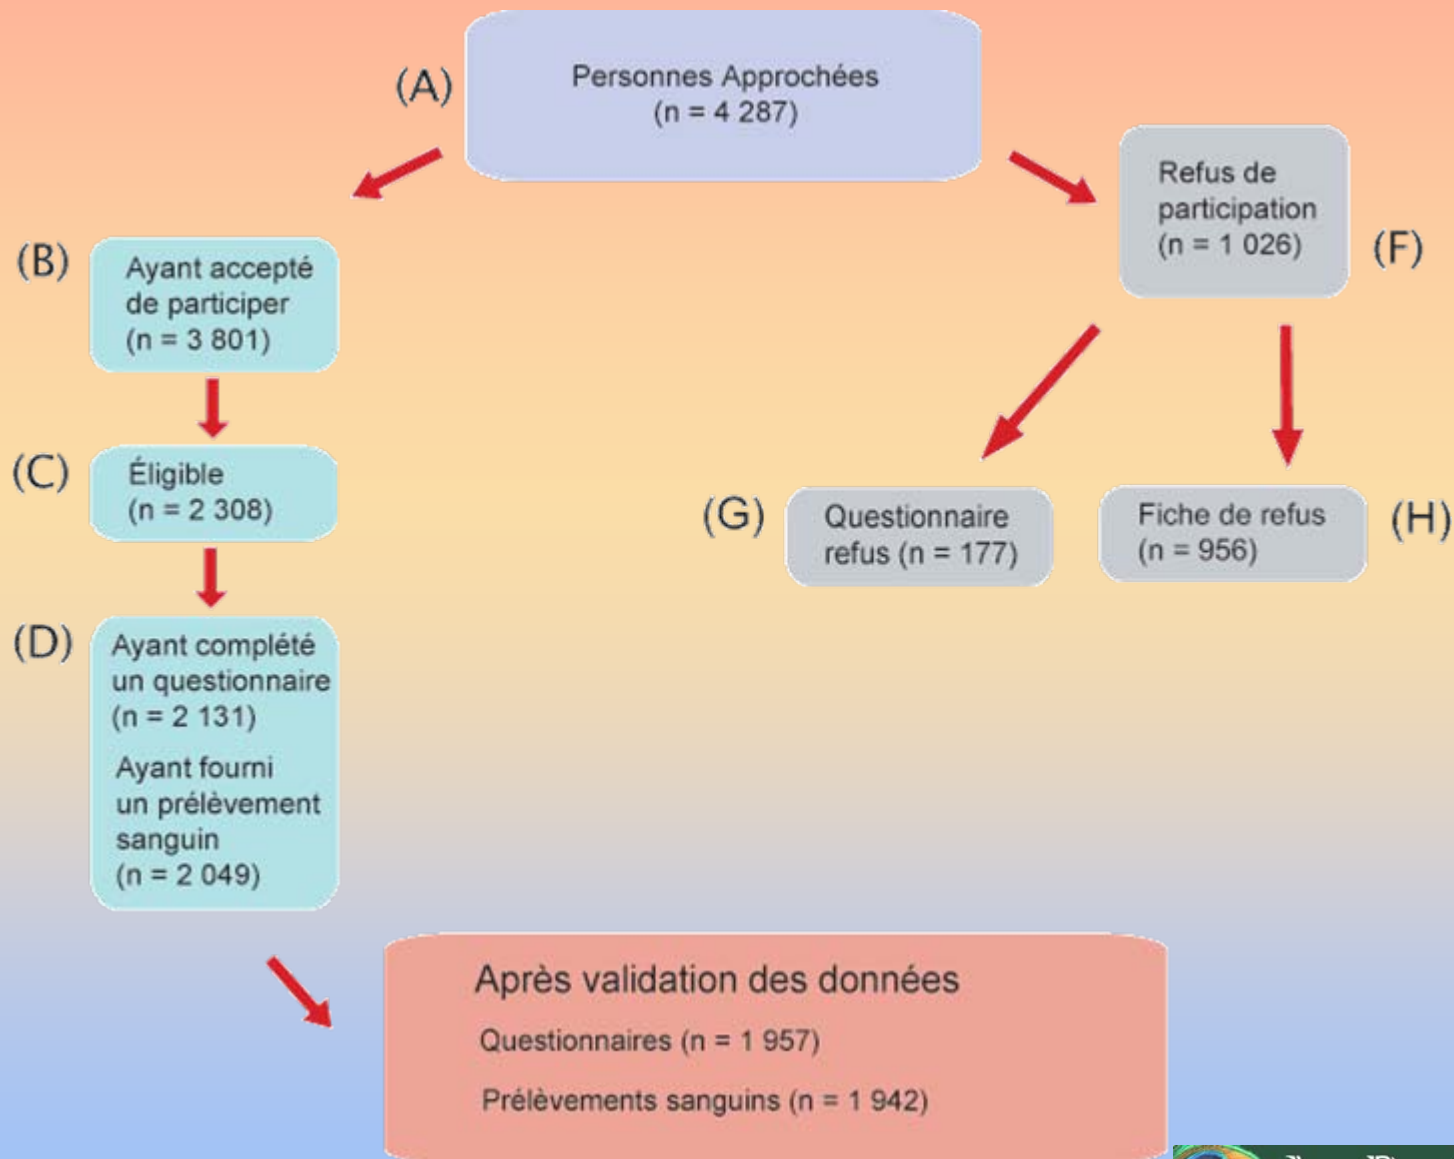 (A)
Personnes Approchées
(n = 4 287)
Refus de
participation
(n = 1 026)
(F)
(B)
Ayant accepté
de participer
(n = 3 801)
(C)
Éligible
(n = 2 308)
(G)
Questionnaire
refus (n = 177)
Fiche de refus
(n = 956)
(H)
(D)
Ayant complété
un questionnaire
(n = 2 131)
Ayant fourni
un prélèvement
sanguin
(n = 2 049)
Après validation des données
Questionnaires (n = 1 957)
Prélèvements sanguins (n = 1 942)